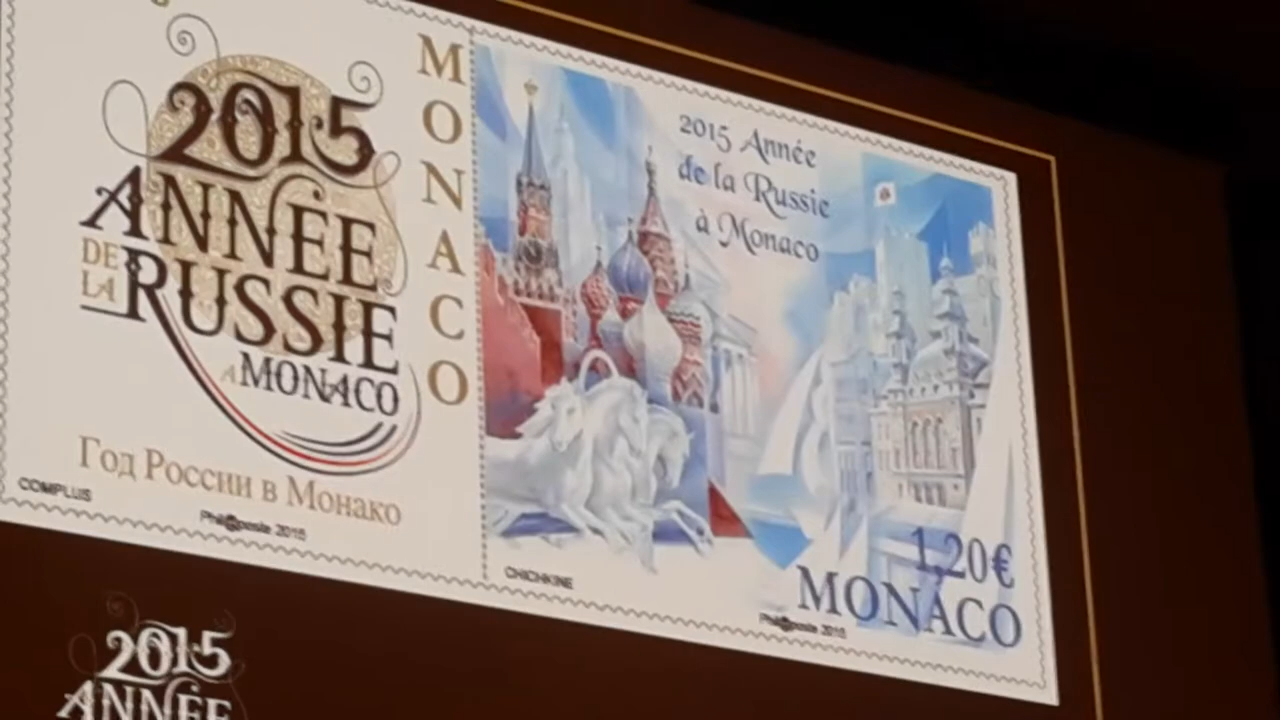 2015
ANNÉE
DE LA RUSSIE
A MONACO
Год России в Монако
COMPLUS
Phil@poste 2015
MONACO
2015 Année
de la Russie
à Monaco
CHICHKINE
1,20€
MONACO
Phil@poste 2015
2015
ANNÉE